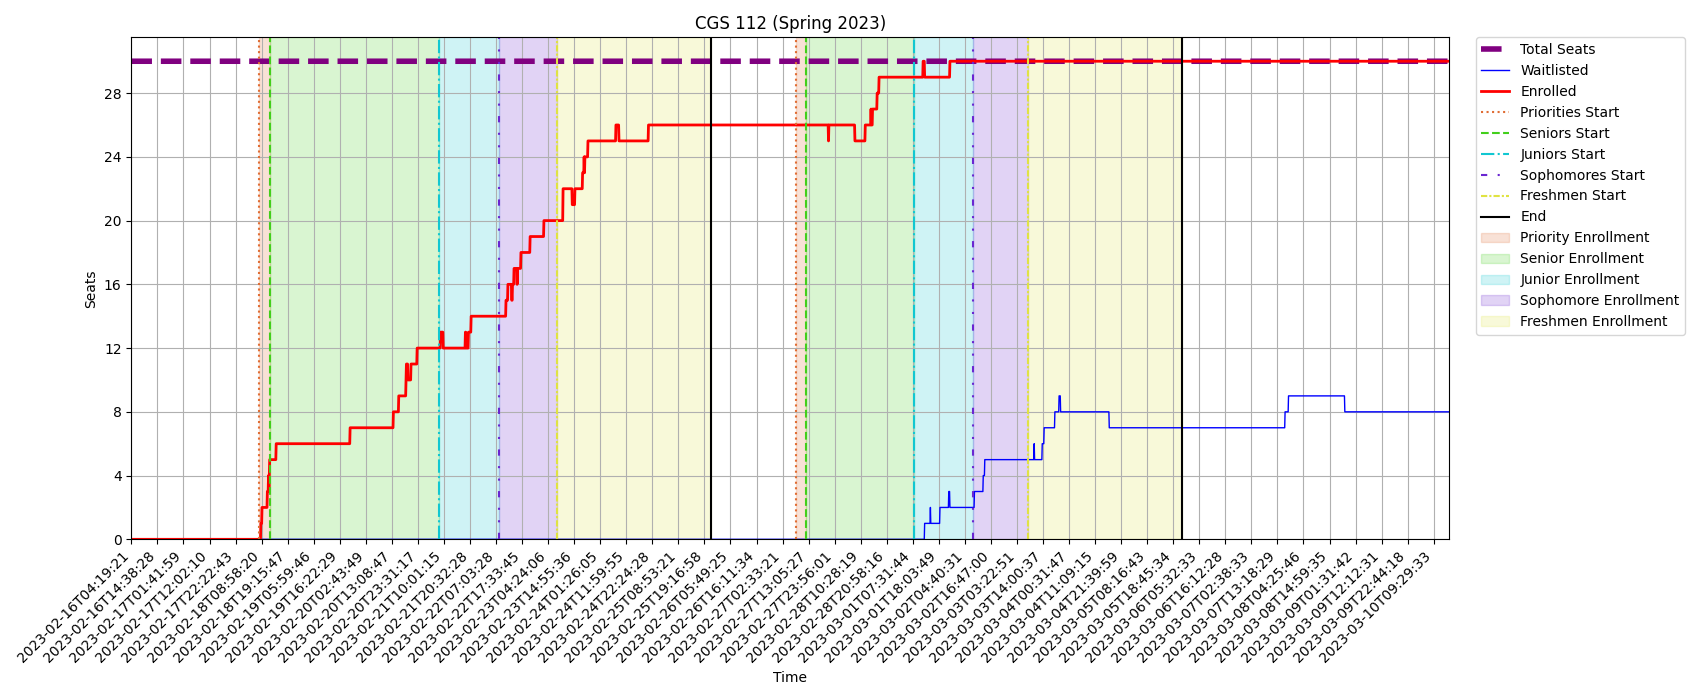 CGS 112 (Spring 2023)
Seats
28
24
20
16
12
8
4
0
2023-02-16T04:19:21
2023-02-16T14:38:28
2023-02-17T01:41:59
2023-02-17T12:02:10
2023-02-17T22:22:43
2023-02-18T08:58:20
2023-02-18T19:15:47
2023-02-19T05:59:46
2023-02-19T16:22:29
2023-02-20T02:43:49
2023-02-20T13:08:47
2023-02-20T23:31:17
2023-02-21T10:01:15
2023-02-21T20:32:28
2023-02-22T07:03:28
2023-02-22T17:33:45
2023-02-23T04:24:06
2023-02-23T14:55:36
2023-02-24T01:26:05
2023-02-24T11:59:55
2023-02-24T22:24:28
2023-02-25T08:53:21
2023-02-25T19:16:58
2023-02-26T05:49:25
2023-02-26T16:11:34
2023-02-27T02:33:21
2023-02-27T13:05:27
2023-02-27T23:56:01
2023-02-28T10:28:19
2023-02-28T20:58:16
2023-03-01T07:31:44
2023-03-01T18:03:49
2023-03-02T04:40:31
2023-03-02T16:47:00
2023-03-03T03:22:51
2023-03-03T14:00:37
2023-03-04T00:31:47
2023-03-04T11:09:15
2023-03-04T21:39:59
2023-03-05T08:16:43
2023-03-05T18:45:34
2023-03-06T05:32:33
2023-03-06T16:12:28
2023-03-07T02:38:33
2023-03-07T13:18:29
2023-03-08T04:25:46
2023-03-08T14:59:35
2023-03-09T01:31:42
2023-03-09T12:12:31
2023-03-09T22:44:18
2023-03-10T09:29:33
Time
Total Seats
Waitlisted
Enrolled
Priorities Start
Seniors Start
Juniors Start
Sophomores Start
Freshmen Start
End
Priority Enrollment
Senior Enrollment
Junior Enrollment
Sophomore Enrollment
Freshmen Enrollment